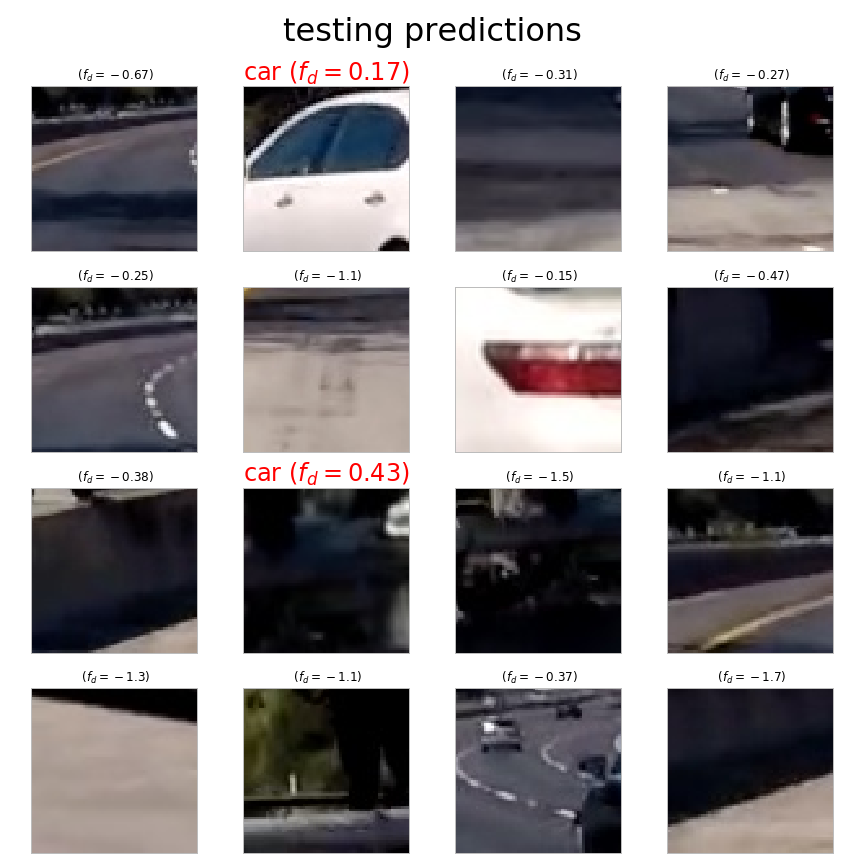 testing predictions
(f_d = −0.67)
car (f_d = 0.17)
(f_d = −0.31)
(f_d = −0.27)
(f_d = −0.25)
(f_d = −1.1)
(f_d = −0.15)
(f_d = −0.47)
(f_d = −0.38)
car (f_d = 0.43)
(f_d = −1.5)
(f_d = −1.1)
(f_d = −1.3)
(f_d = −1.1)
(f_d = −0.37)
(f_d = −1.7)